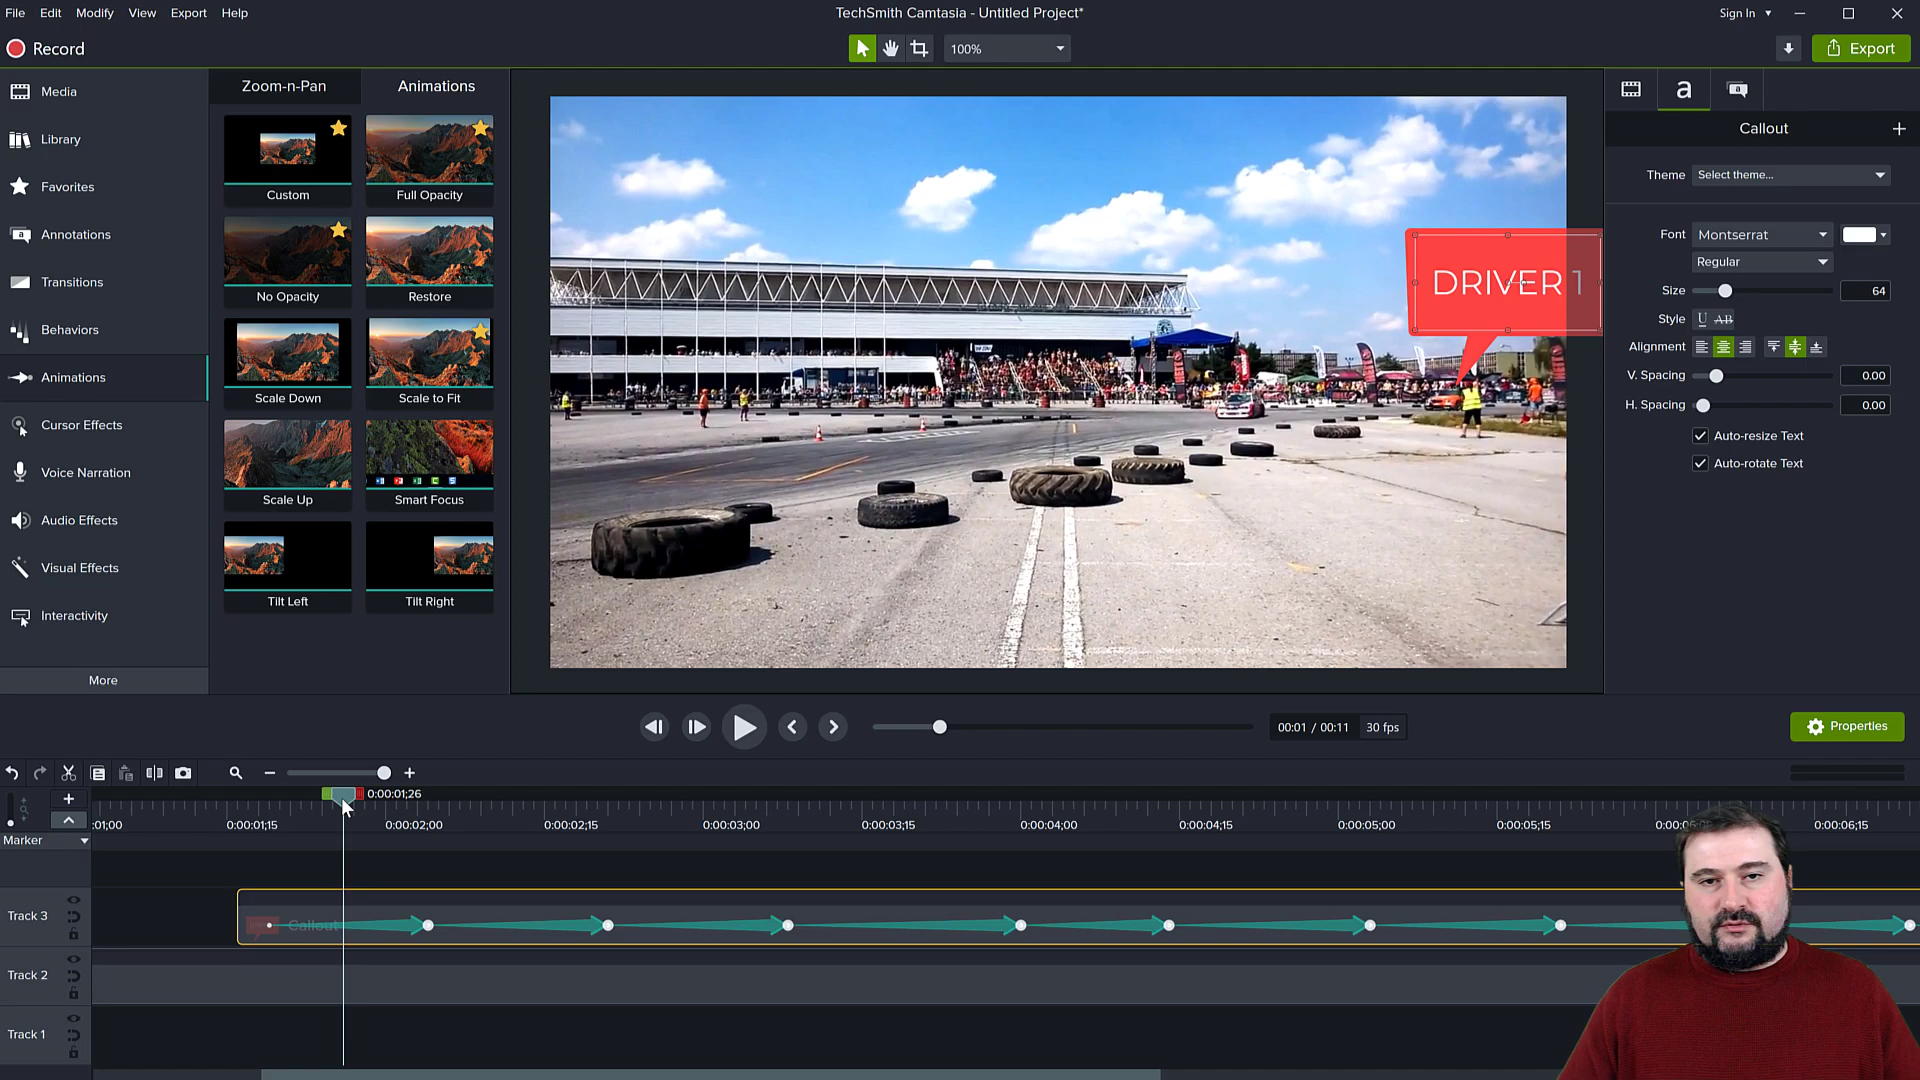 File Edit Modify View Export Help
TechSmith Camtasia - Untitled Project*
Sign In
Record
100%
Export
Media
Library
Favorites
Annotations
Transitions
Behaviors
Animations
Cursor Effects
Voice Narration
Audio Effects
Visual Effects
Interactivity
More
Zoom-n-Pan Animations
Custom Full Opacity
No Opacity Restore
Scale Down Scale to Fit
Scale Up Smart Focus
Tilt Left Tilt Right
DRIVER 1
a
Callout
Theme Select theme...
Font Montserrat
Regular
Size 64
Style U AB
Alignment
V. Spacing 0.00
H. Spacing 0.00
Auto-resize Text
Auto-rotate Text
00:01 / 00:11 30 fps
Properties
0:00:01;26
:01;00 0:00:01;15 0:00:02;00 0:00:02;15 0:00:03;00 0:00:03;15 0:00:04;00 0:00:04;15 0:00:05;00 0:00:05;15 0:00:06;15
Marker
Track 3
Callout
Track 2
Track 1